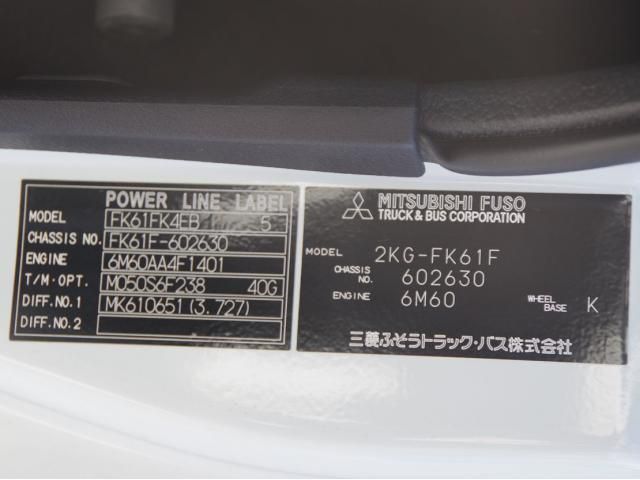 POWER LINE LABEL
MODEL FK61FK4EB 1 5
CHASSIS NO. FK61F-602630
ENGINE 6M60AA4F1401
T/M·OPT. M050S6F238 40G
DIFF.NO.1 MK610651 (3.727)
DIFF.NO.2
MITSUBISHI FUSO
TRUCK & BUS CORPORATION
MODEL 2KG-FK61F
CHASSIS NO. 602630
ENGINE 6M60 WHEEL BASE K
三菱ふそうトラック・バス株式会社